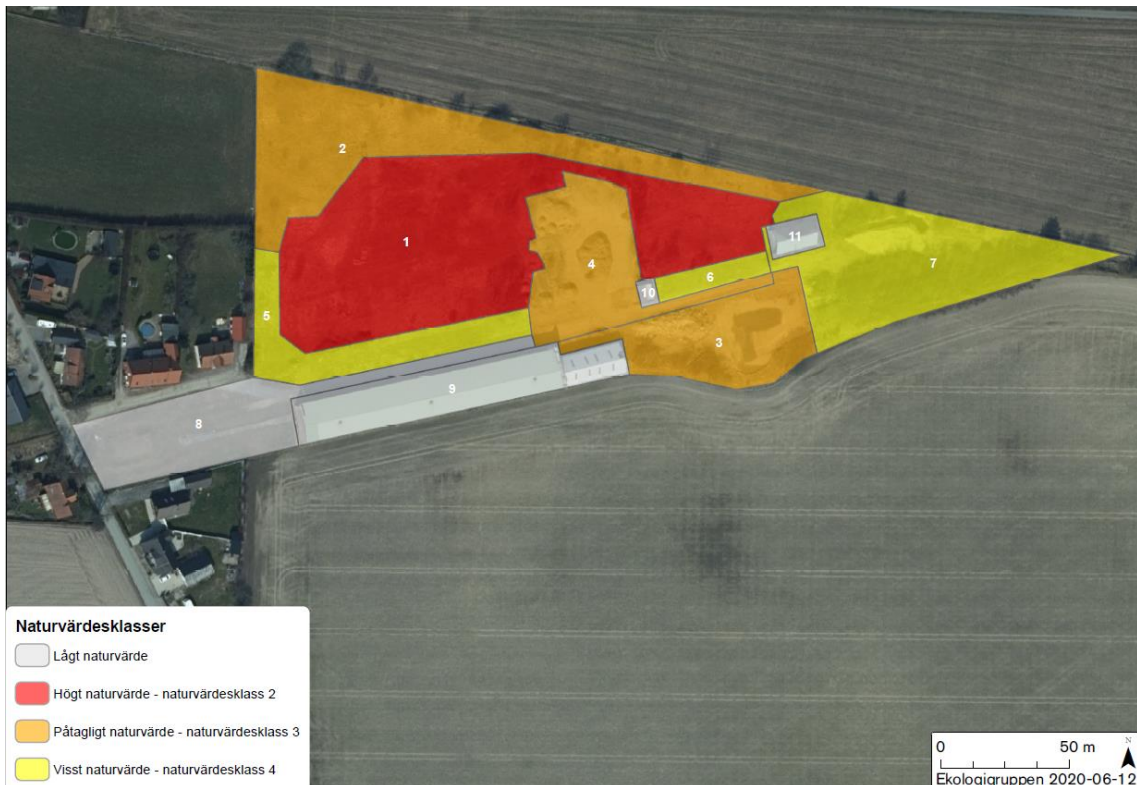 2
1
11
4
7
6
10
5
3
9
8
Naturvärdesklasser
Lågt naturvärde
Högt naturvärde - naturvärdesklass 2
Påtagligt naturvärde - naturvärdesklass 3
Visst naturvärde - naturvärdesklass 4
0 50 m
N
Ekologigruppen 2020-06-12